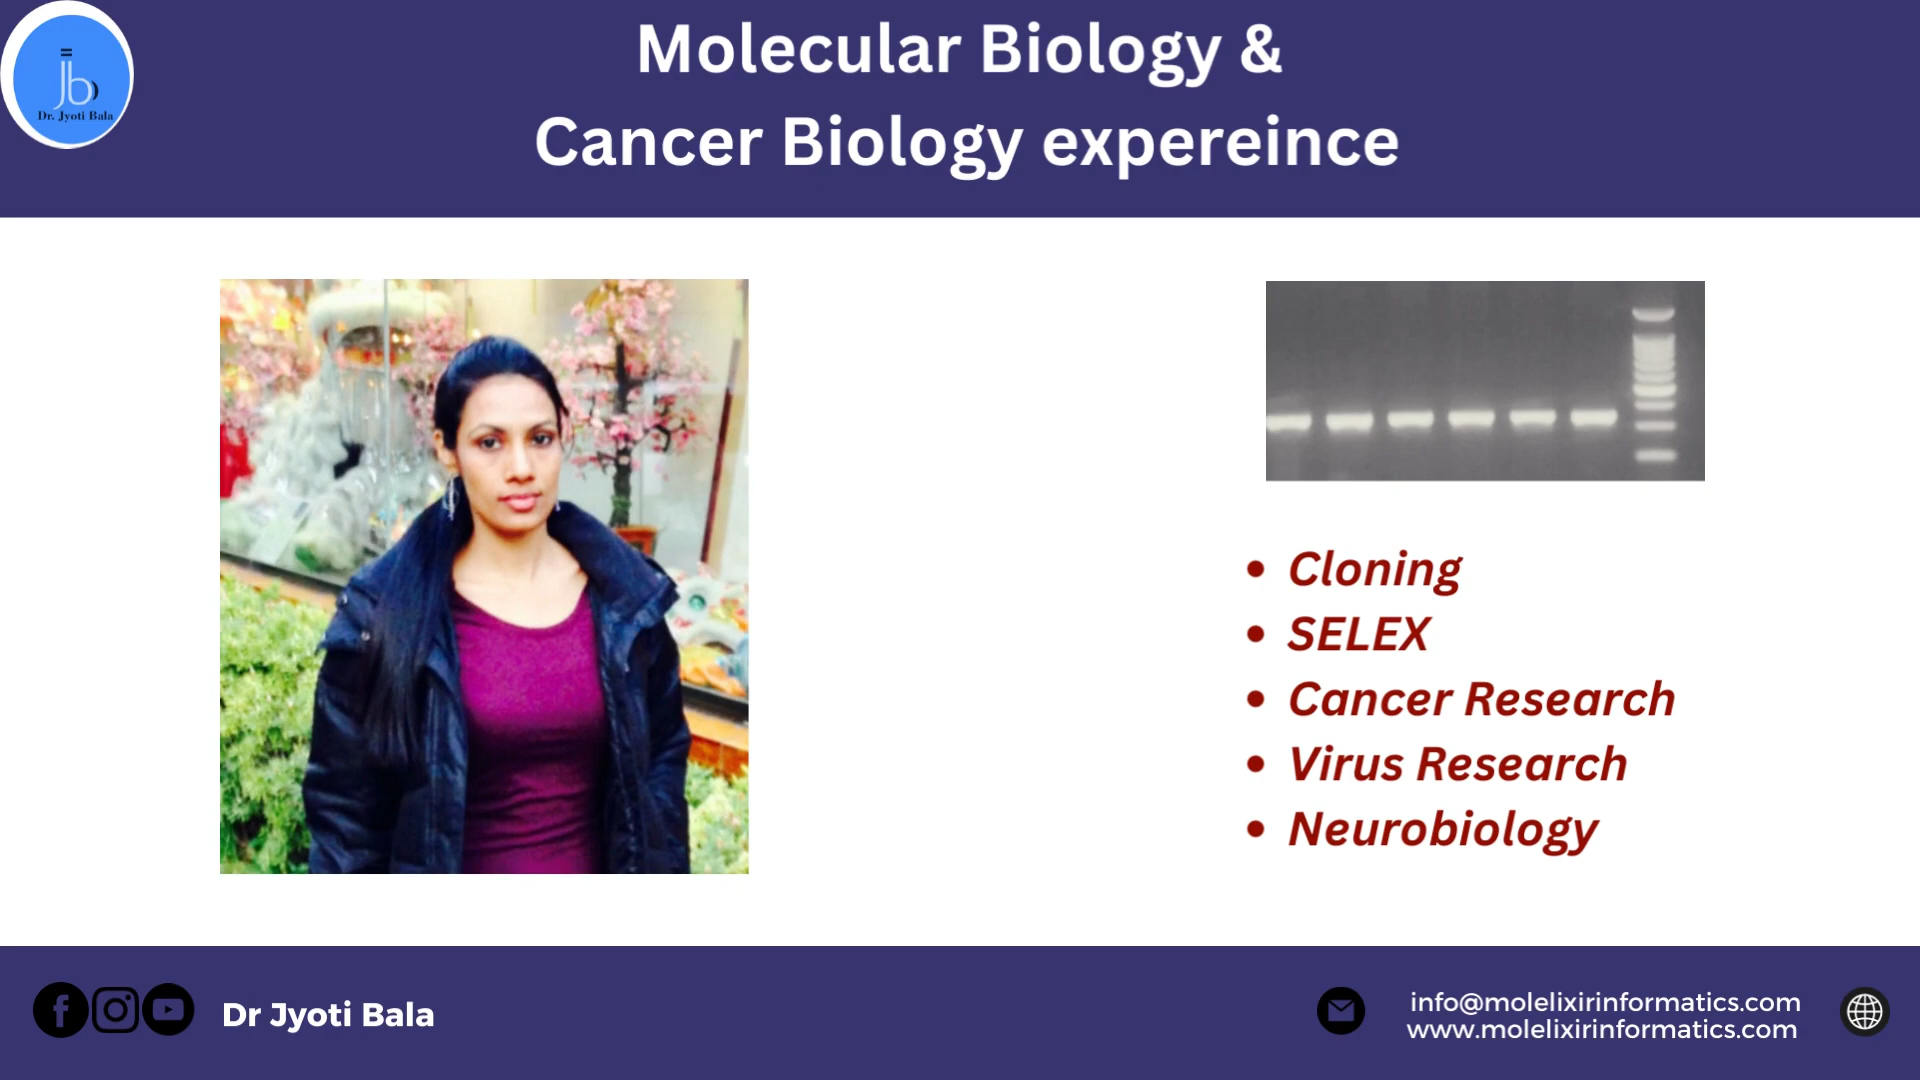 Molecular Biology &
Cancer Biology expereince
jb
Dr. Jyoti Bala
• Cloning
• SELEX
• Cancer Research
• Virus Research
• Neurobiology
Dr Jyoti Bala
info@molelixirinformatics.com
www.molelixirinformatics.com